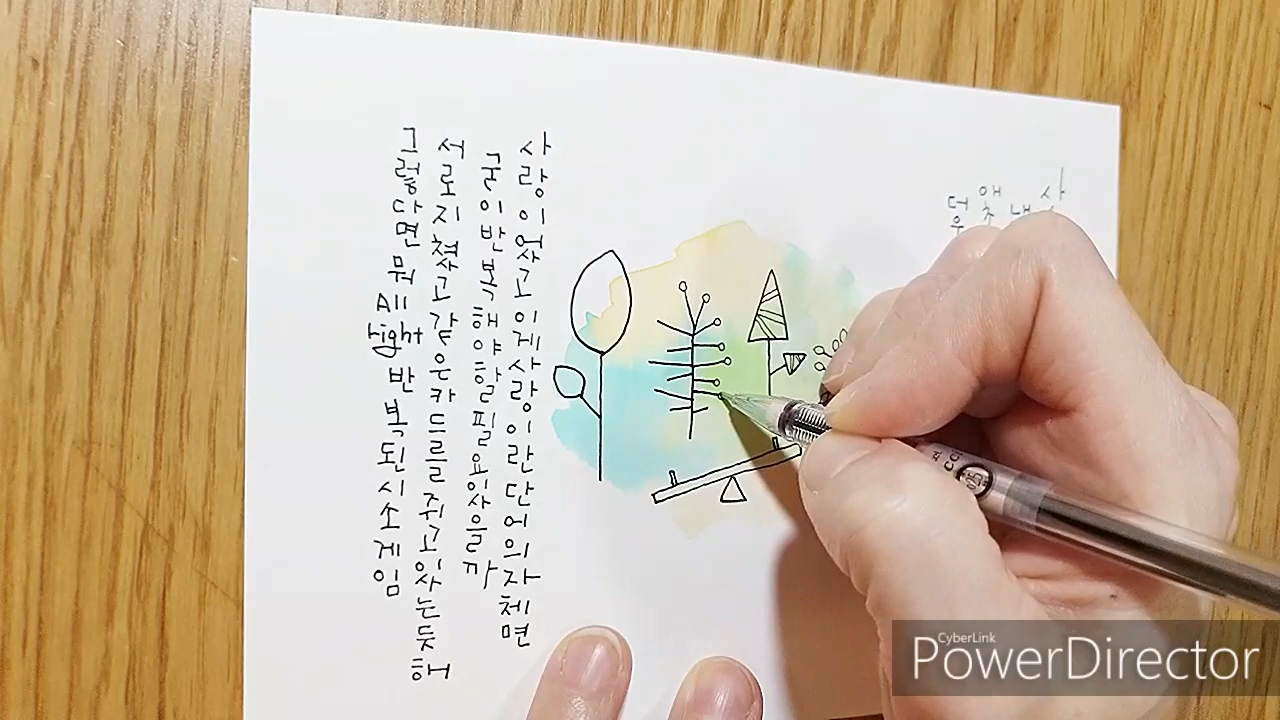 사랑이었고이게사랑이란단어의자체면
굳이반복해야할필요있을까
서로지쳤고같은카드를쥐고있는듯해
그렇다면 뭐 All right 반복된시소게임
CyberLink
PowerDirector